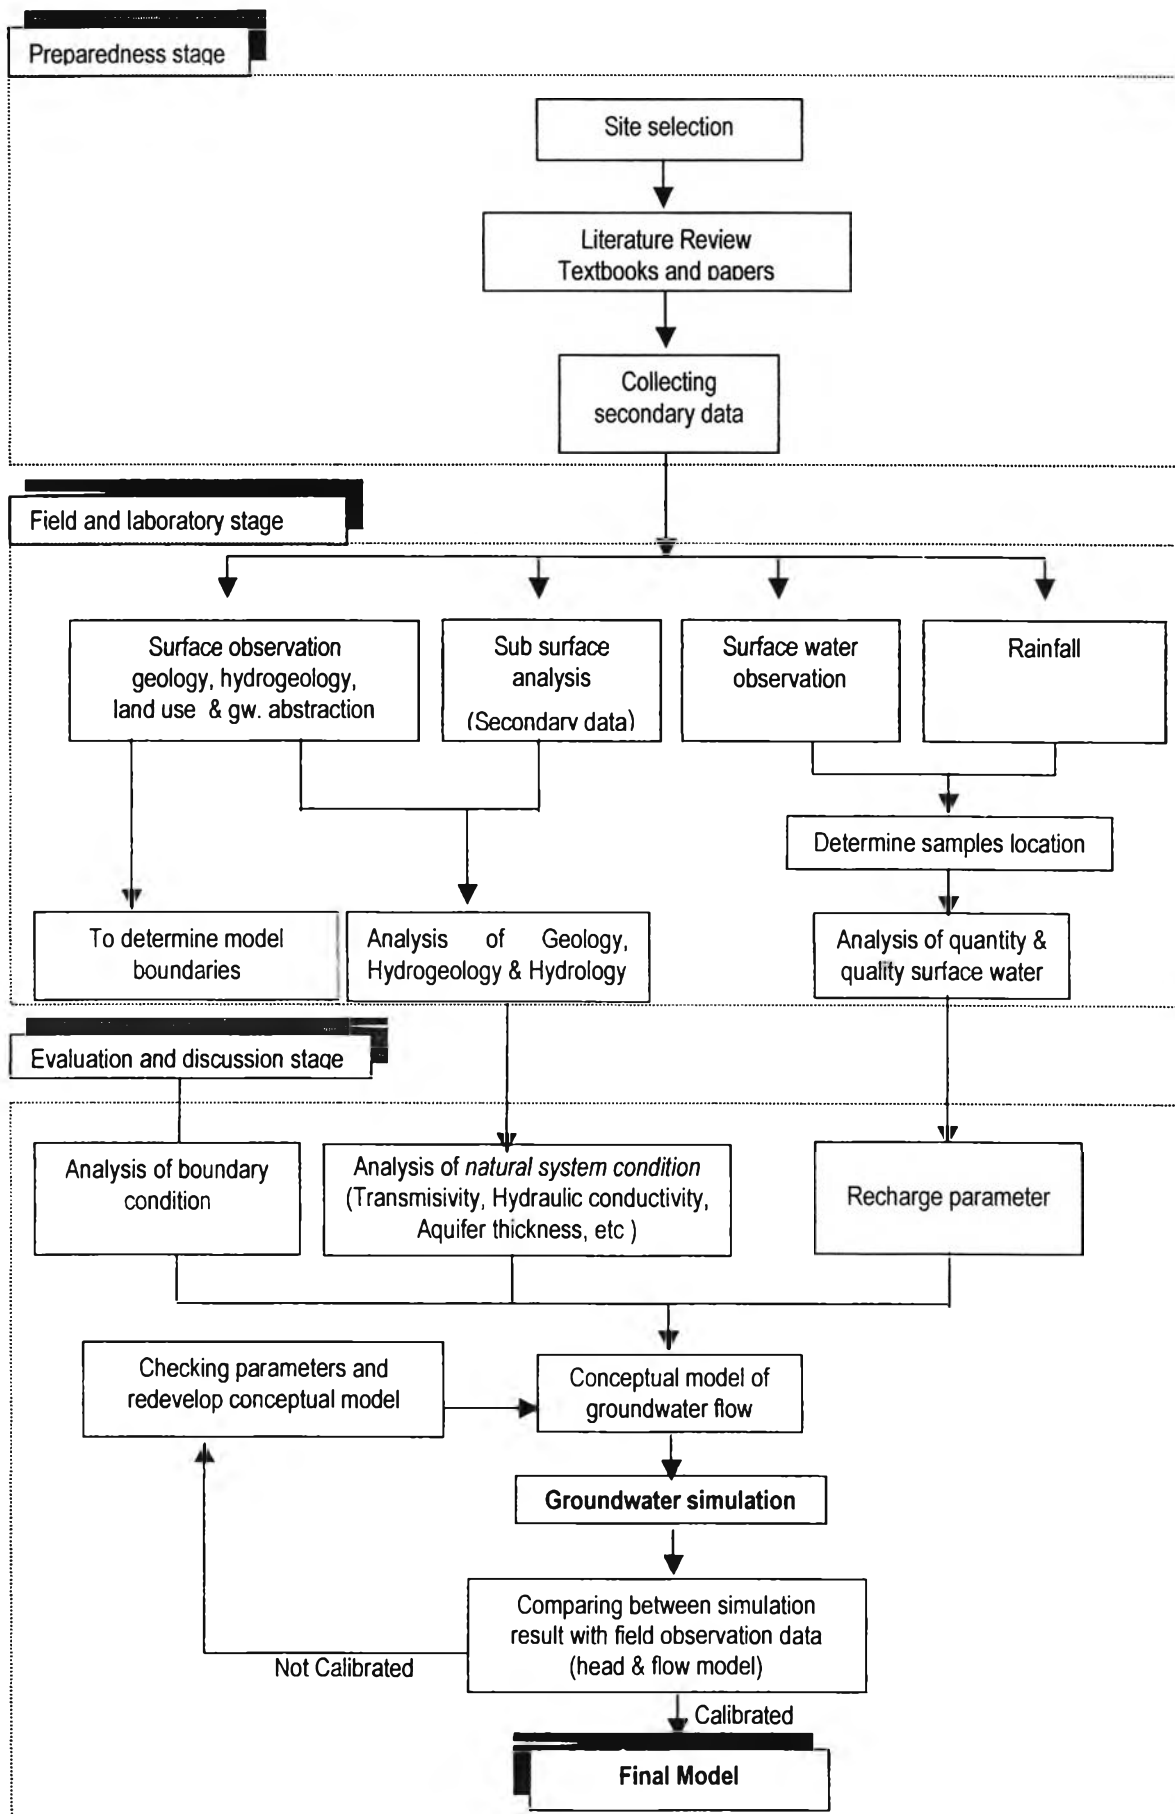 Preparedness stage
Site selection
Literature Review
Textbooks and papers
Collecting
secondary data
Field and laboratory stage
Surface observation
geology, hydrogeology,
land use & gw. abstraction
Sub surface
analysis
(Secondary data)
Surface water
observation
Rainfall
Determine samples location
To determine model
boundaries
Analysis of Geology,
Hydrogeology & Hydrology
Analysis of quantity &
quality surface water
Evaluation and discussion stage
Analysis of boundary
condition
Analysis of natural system condition
(Transmisivity, Hydraulic conductivity,
Aquifer thickness, etc )
Recharge parameter
Checking parameters and
redevelop conceptual model
Conceptual model of
groundwater flow
Groundwater simulation
Comparing between simulation
result with field observation data
(head & flow model)
Not Calibrated
Calibrated
Final Model